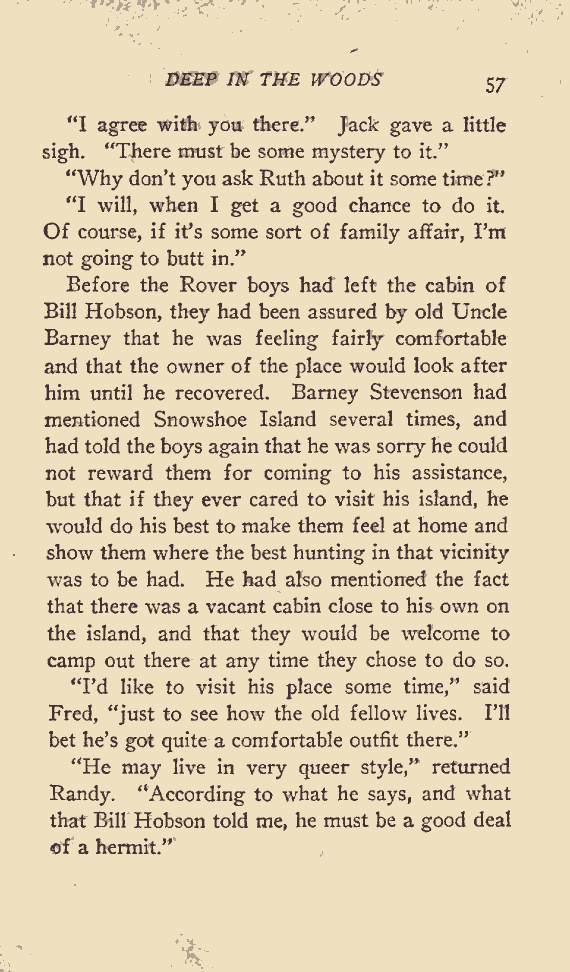 DEEP IN THE WOODS 57
"I agree with you there." Jack gave a little
sigh. "There must be some mystery to it."
"Why don't you ask Ruth about it some time?"
"I will, when I get a good chance to do it.
Of course, if it's some sort of family affair, I'm
not going to butt in."
Before the Rover boys had left the cabin of
Bill Hobson, they had been assured by old Uncle
Barney that he was feeling fairly comfortable
and that the owner of the place would look after
him until he recovered. Barney Stevenson had
mentioned Snowshoe Island several times, and
had told the boys again that he was sorry he could
not reward them for coming to his assistance,
but that if they ever cared to visit his island, he
would do his best to make them feel at home and
show them where the best hunting in that vicinity
was to be had. He had also mentioned the fact
that there was a vacant cabin close to his own on
the island, and that they would be welcome to
camp out there at any time they chose to do so.
"I'd like to visit his place some time," said
Fred, "just to see how the old fellow lives. I'll
bet he's got quite a comfortable outfit there."
"He may live in very queer style," returned
Randy. "According to what he says, and what
that Bill Hobson told me, he must be a good deal
of a hermit."